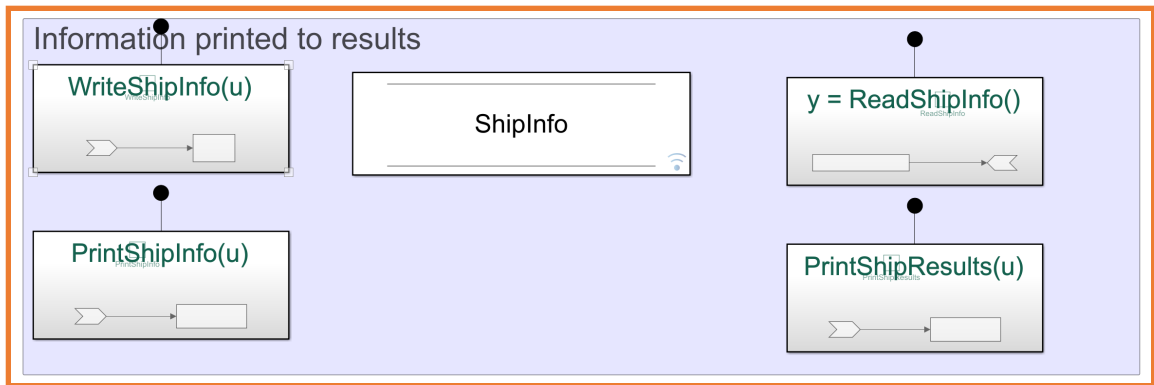 Information printed to results
WriteShipInfo(u)
WriteShipInfo
ShipInfo
y = ReadShipInfo()
ReadShipInfo
PrintShipInfo(u)
PrintShipInfo
PrintShipResults(u)
PrintShipResults